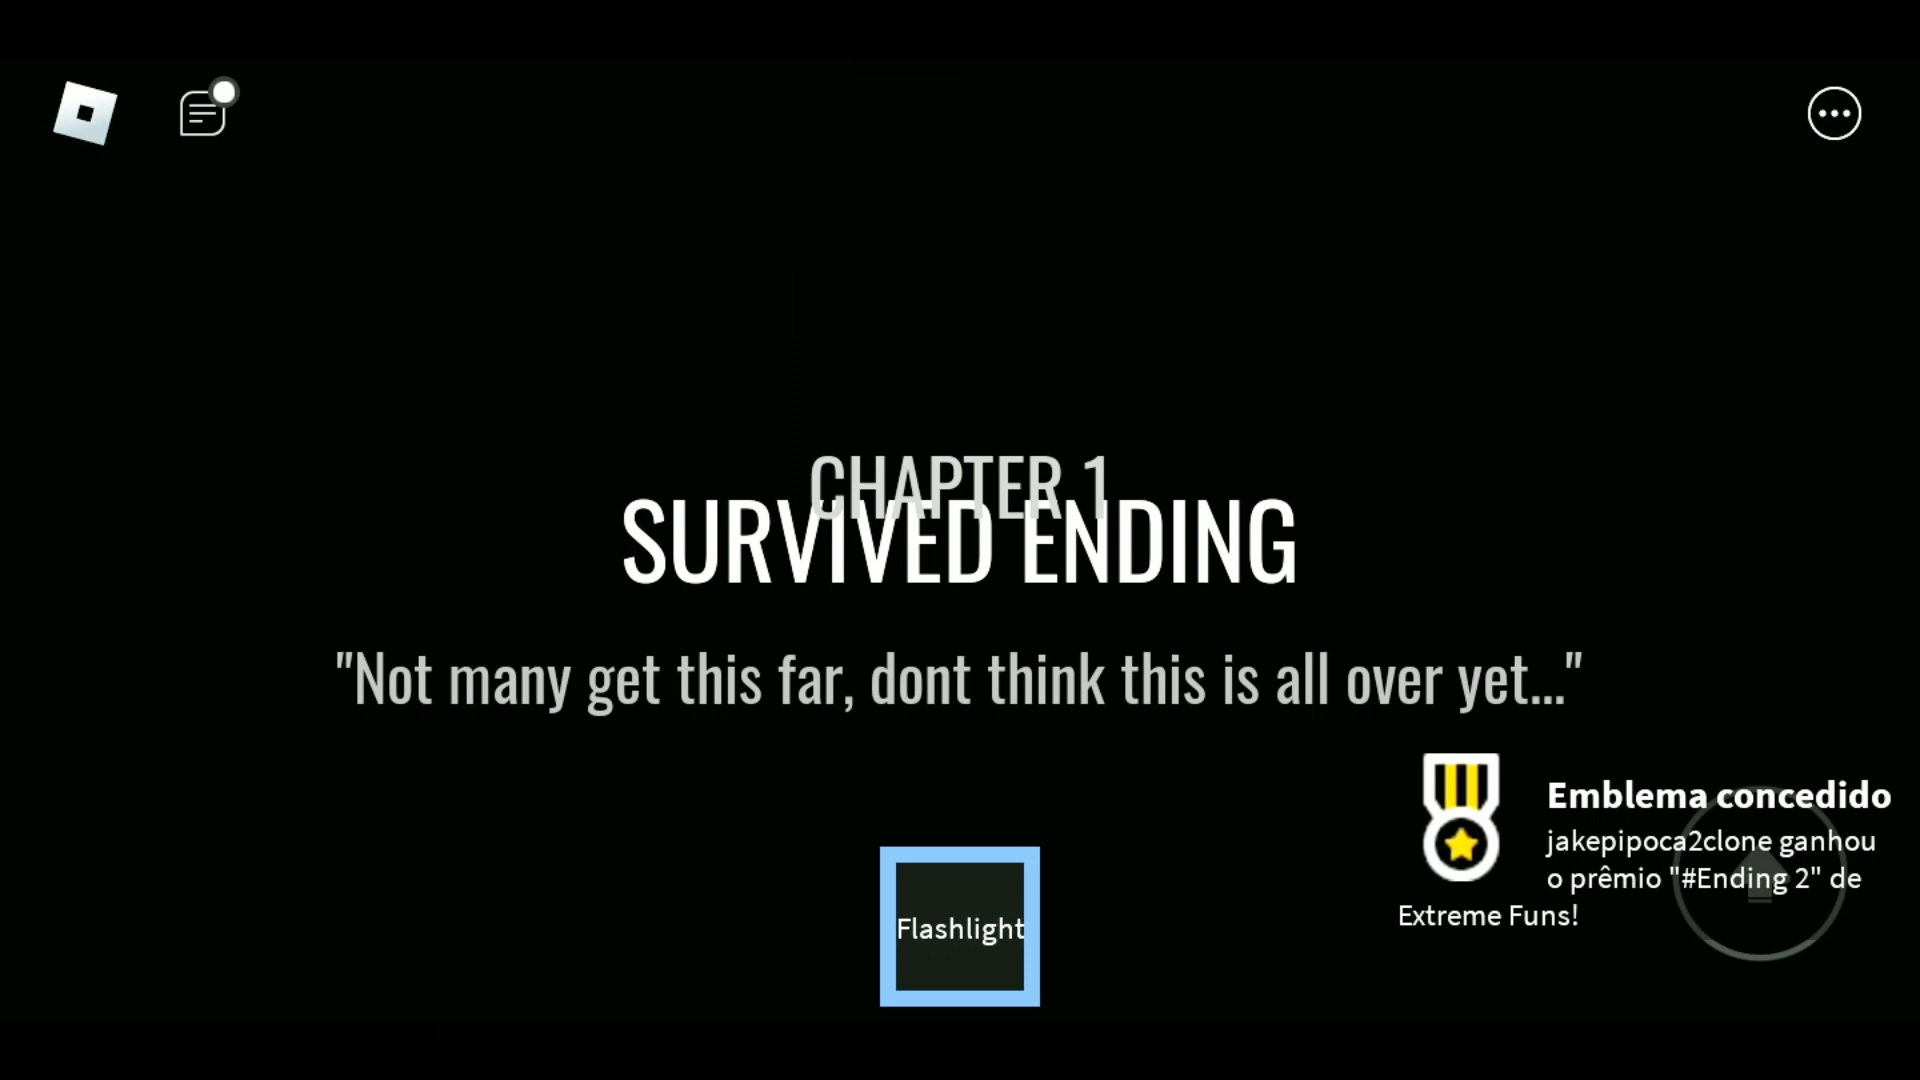 CHAPTER 1
SURVIVED ENDING
"Not many get this far, dont think this is all over yet..."
Emblema concedido
jakepipoca2clone ganhou
o prêmio "#Ending 2" de
Extreme Funs!
Flashlight